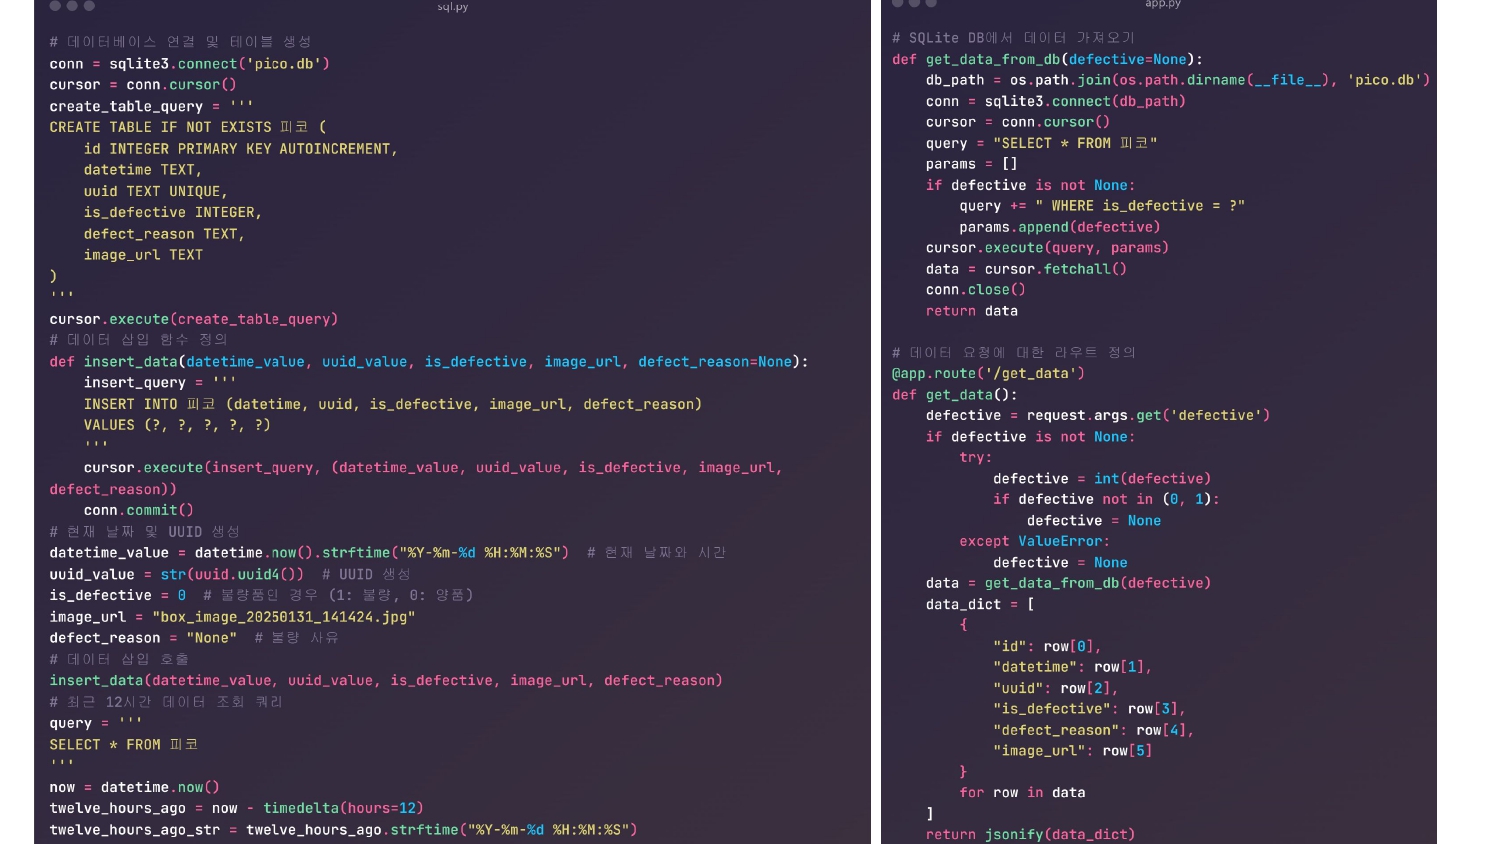 sql.py
# 데이터베이스 연결 및 테이블 생성
conn = sqlite3.connect('pico.db')
cursor = conn.cursor()
create_table_query = '''
CREATE TABLE IF NOT EXISTS 피코 (
    id INTEGER PRIMARY KEY AUTOINCREMENT,
    datetime TEXT,
    uuid TEXT UNIQUE,
    is_defective INTEGER,
    defect_reason TEXT,
    image_url TEXT
)
'''
cursor.execute(create_table_query)
# 데이터 삽입 함수 정의
def insert_data(datetime_value, uuid_value, is_defective, image_url, defect_reason=None):
    insert_query = '''
    INSERT INTO 피코 (datetime, uuid, is_defective, image_url, defect_reason)
    VALUES (?, ?, ?, ?, ?)
    '''
    cursor.execute(insert_query, (datetime_value, uuid_value, is_defective, image_url,
defect_reason))
    conn.commit()
# 현재 날짜 및 UUID 생성
datetime_value = datetime.now().strftime("%Y-%m-%d %H:%M:%S")  # 현재 날짜와 시간
uuid_value = str(uuid.uuid4())  # UUID 생성
is_defective = 0  # 불량품인 경우 (1: 불량, 0: 양품)
image_url = "box_image_20250131_141424.jpg"
defect_reason = "None"  # 불량 사유
# 데이터 삽입 호출
insert_data(datetime_value, uuid_value, is_defective, image_url, defect_reason)
# 최근 12시간 데이터 조회 쿼리
query = '''
SELECT * FROM 피코
'''
now = datetime.now()
twelve_hours_ago = now - timedelta(hours=12)
twelve_hours_ago_str = twelve_hours_ago.strftime("%Y-%m-%d %H:%M:%S")
app.py
# SQLite DB에서 데이터 가져오기
def get_data_from_db(defective=None):
    db_path = os.path.join(os.path.dirname(__file__), 'pico.db')
    conn = sqlite3.connect(db_path)
    cursor = conn.cursor()
    query = "SELECT * FROM 피코"
    params = []
    if defective is not None:
        query += " WHERE is_defective = ?"
        params.append(defective)
    cursor.execute(query, params)
    data = cursor.fetchall()
    conn.close()
    return data
# 데이터 요청에 대한 라우트 정의
@app.route('/get_data')
def get_data():
    defective = request.args.get('defective')
    if defective is not None:
        try:
            defective = int(defective)
            if defective not in (0, 1):
                defective = None
        except ValueError:
            defective = None
    data = get_data_from_db(defective)
    data_dict = [
        {
            "id": row[0],
            "datetime": row[1],
            "uuid": row[2],
            "is_defective": row[3],
            "defect_reason": row[4],
            "image_url": row[5]
        }
        for row in data
    ]
    return jsonify(data_dict)